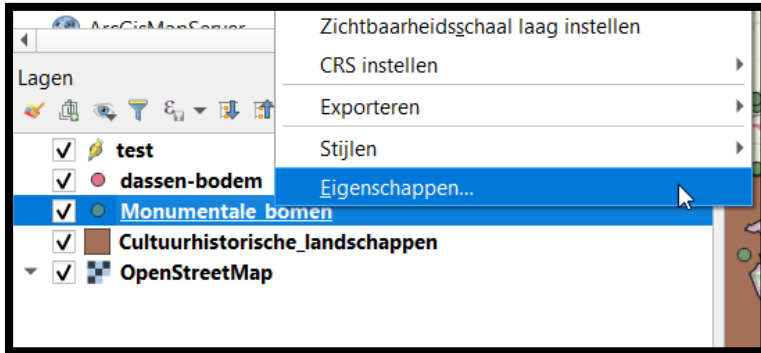 ArcGisMapServer
Zichtbaarheidsschaal laag instellen
CRS instellen
Exporteren
Stijlen
Eigenschappen...
Lagen
test
dassen-bodem
Monumentale bomen
Cultuurhistorische_landschappen
OpenStreetMap